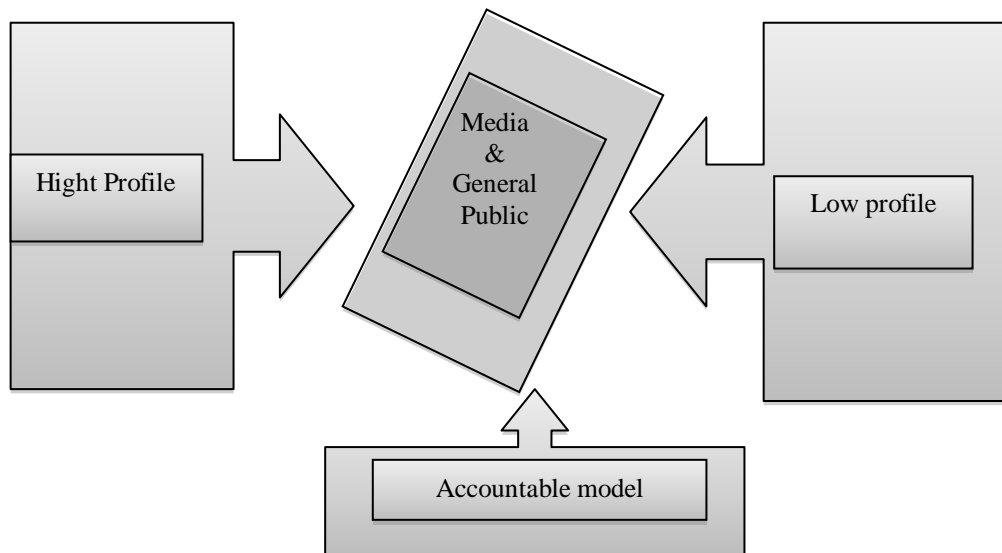 Hight Profile
Media
&
General
Public
Low profile
Accountable model